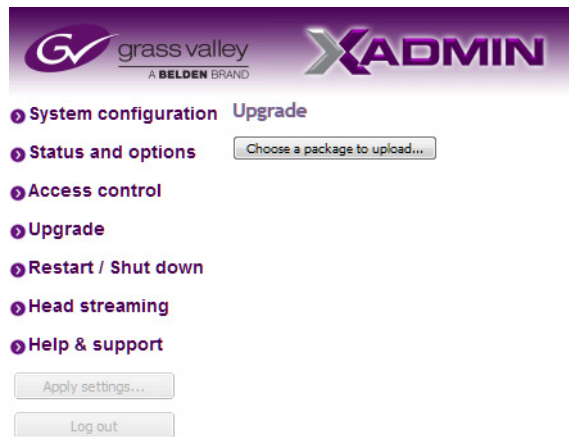 GV grass valley
A BELDEN BRAND
XADMIN
System configuration
Status and options
Access control
Upgrade
Restart / Shut down
Head streaming
Help & support
Apply settings...
Log out
Upgrade
Choose a package to upload...